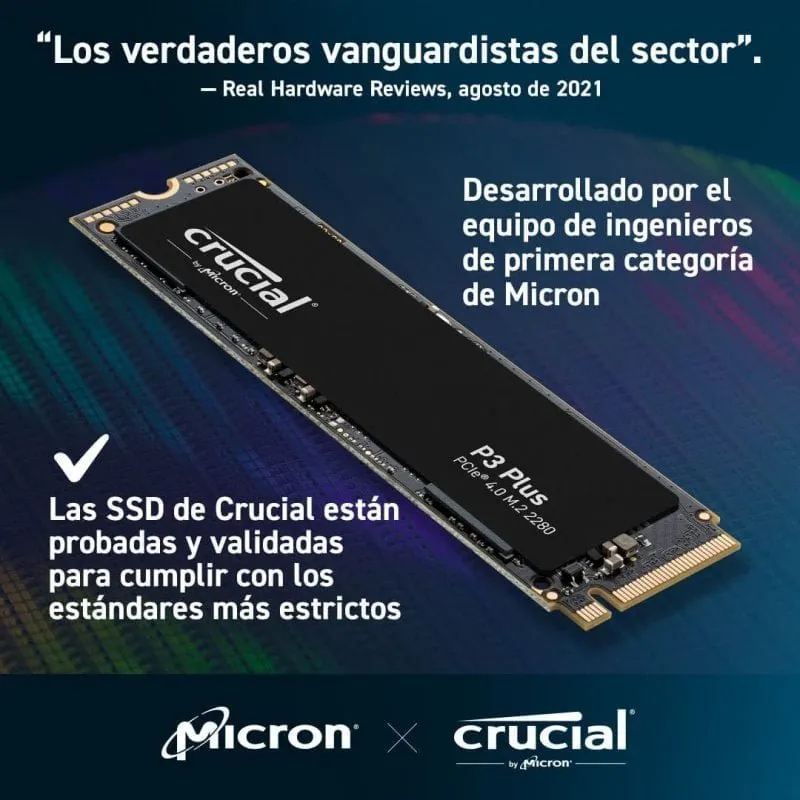 “Los verdaderos vanguardistas del sector”.
— Real Hardware Reviews, agosto de 2021
Desarrollado por el
equipo de ingenieros
de primera categoría
de Micron
crucial®
by Micron®
P3 Plus
PCIe® 4.0 M.2 2280
Las SSD de Crucial están
probadas y validadas
para cumplir con los
estándares más estrictos
Micron® × crucial®
by Micron®